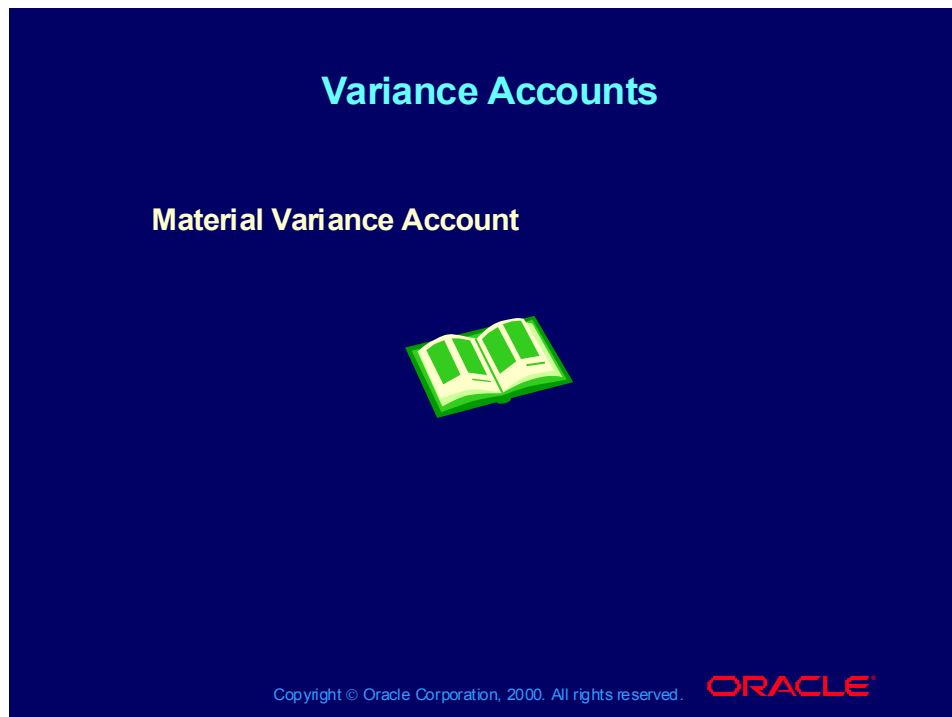 Variance Accounts
Material Variance Account
Copyright © Oracle Corporation, 2000. All rights reserved.
ORACLE®